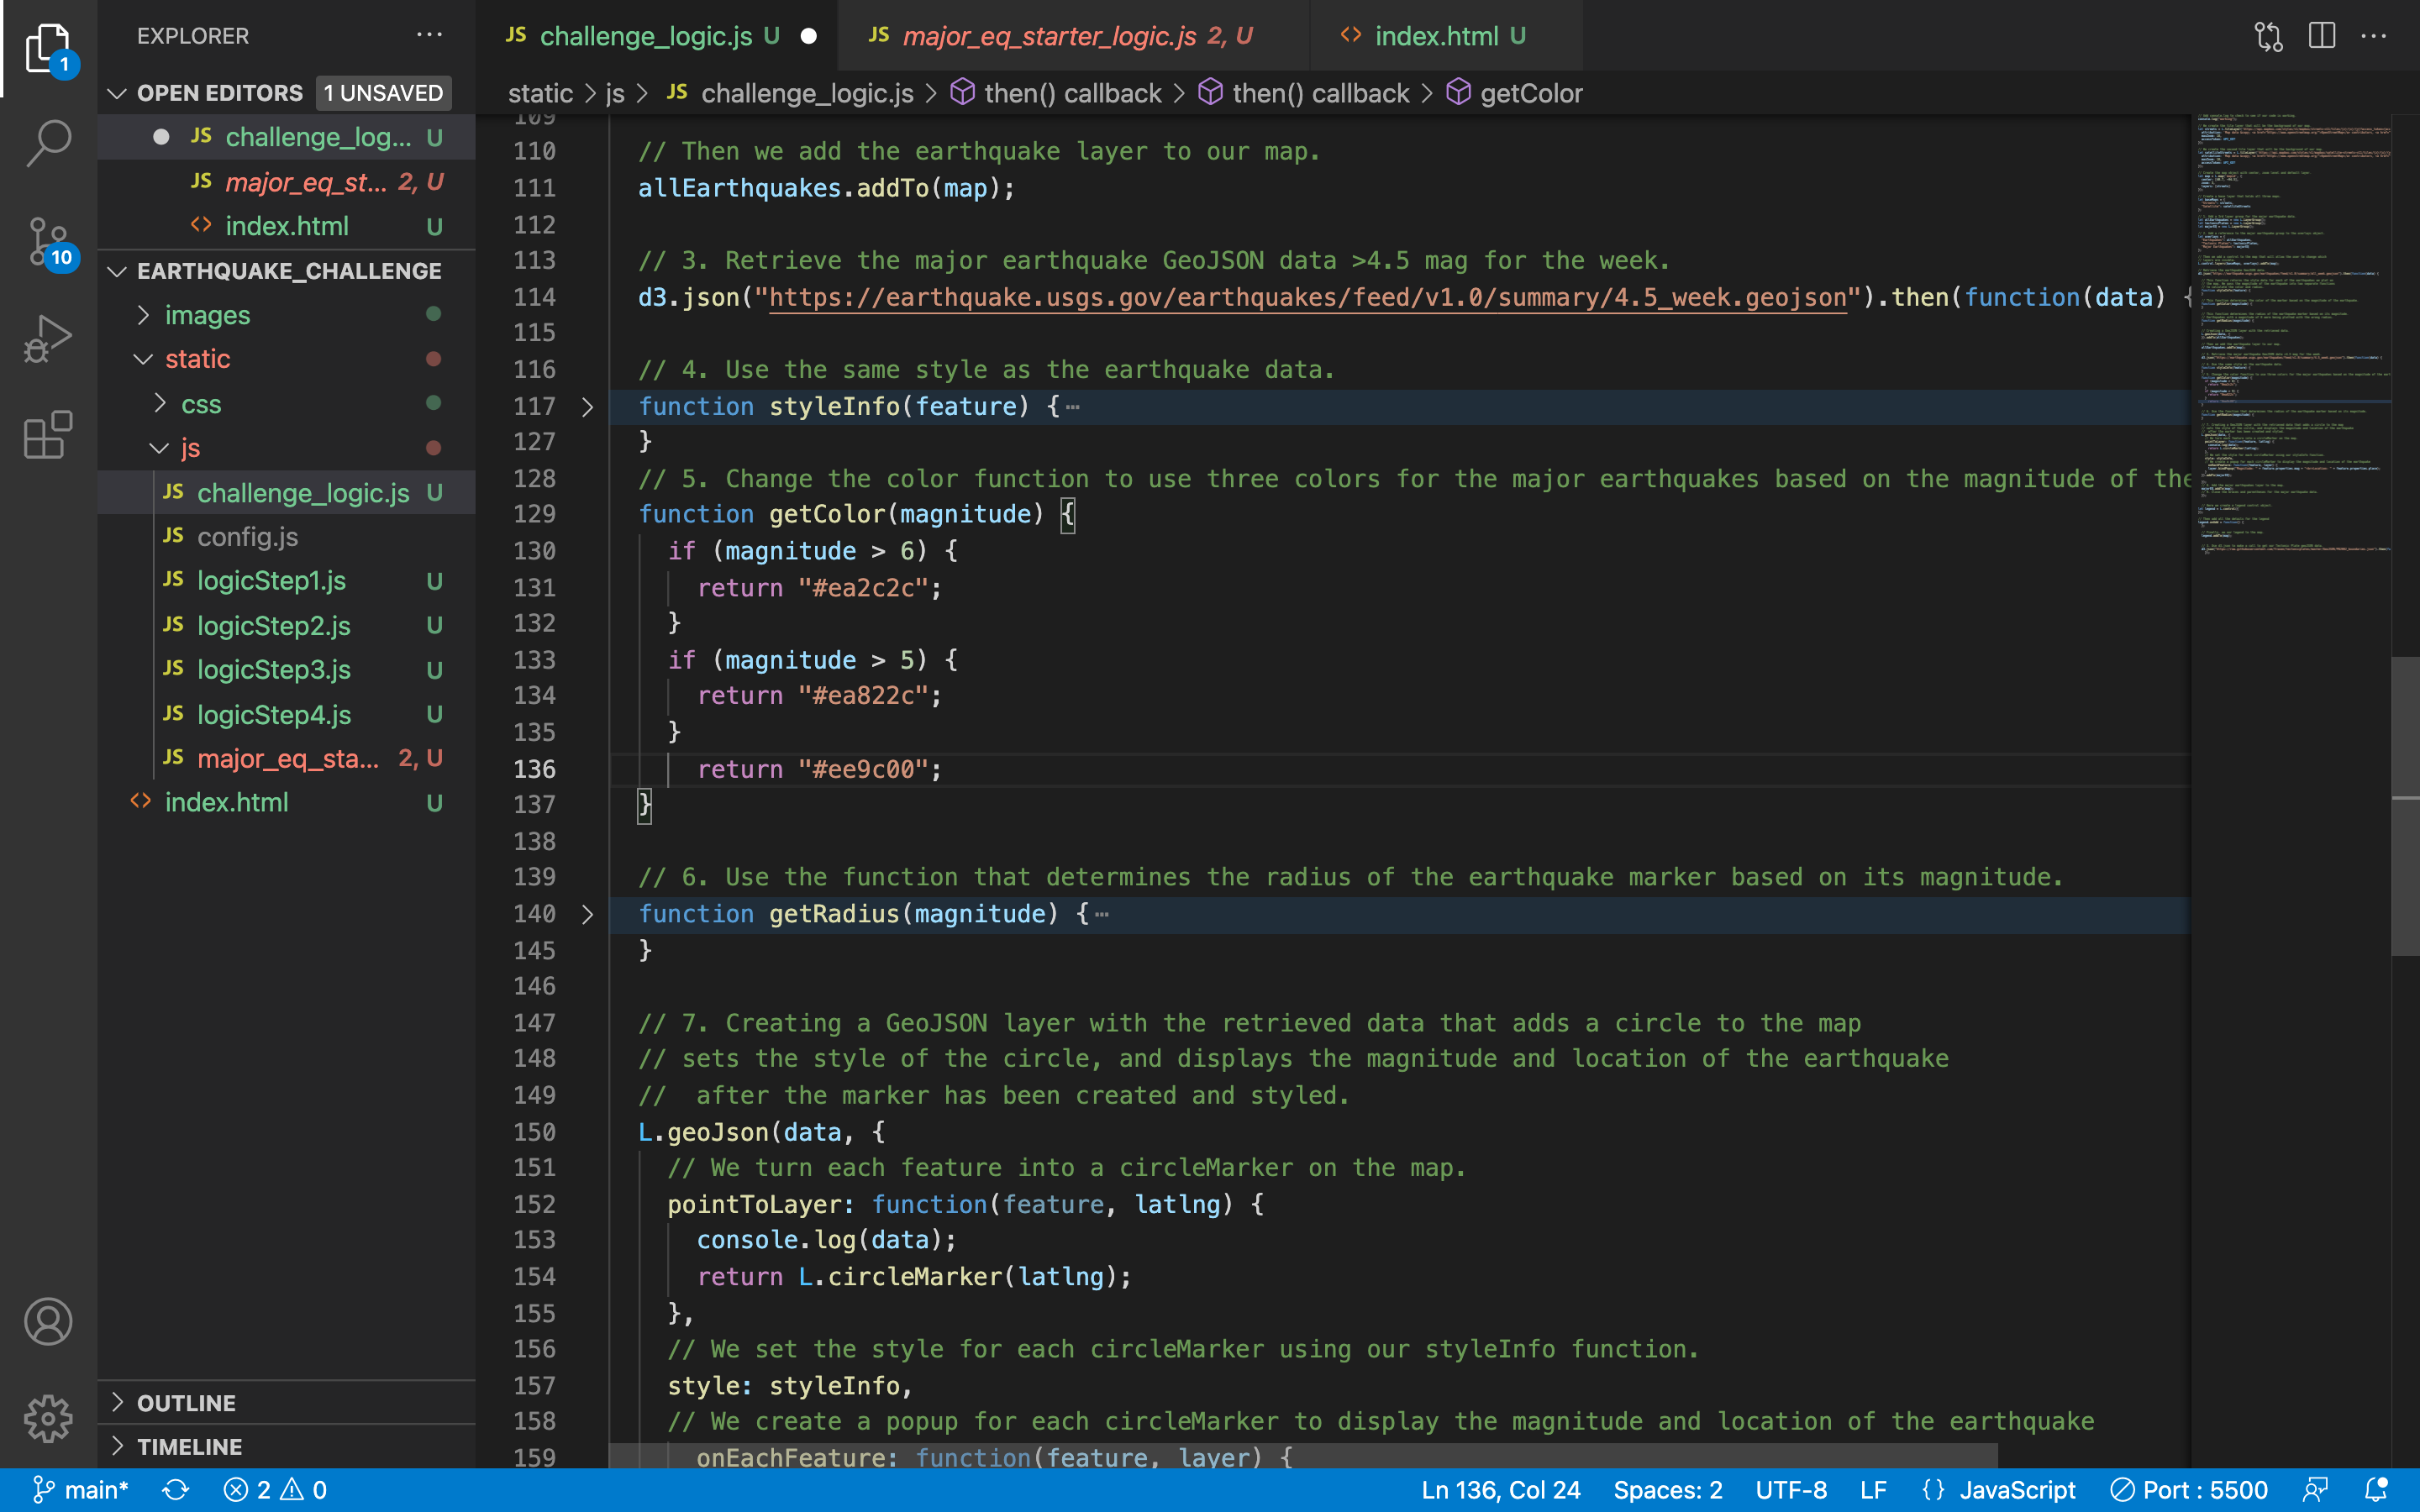 EXPLORER
OPEN EDITORS 1 UNSAVED
challenge_log... U
JS major_eq_st... 2, U
<> index.html U
EARTHQUAKE_CHALLENGE
images
static
css
js
JS challenge_logic.js U
JS config.js
JS logicStep1.js U
JS logicStep2.js U
JS logicStep3.js U
JS logicStep4.js U
JS major_eq_sta... 2, U
<> index.html U
OUTLINE
TIMELINE
1
10
JS challenge_logic.js U
JS major_eq_starter_logic.js 2, U
<> index.html U
static > js > JS challenge_logic.js > then() callback > then() callback > getColor
109
110 // Then we add the earthquake layer to our map.
111 allEarthquakes.addTo(map);
112
113 // 3. Retrieve the major earthquake GeoJSON data >4.5 mag for the week.
114 d3.json("https://earthquake.usgs.gov/earthquakes/feed/v1.0/summary/4.5_week.geojson").then(function(data) {
115
116 // 4. Use the same style as the earthquake data.
117 function styleInfo(feature) {⋯
127 }
128 // 5. Change the color function to use three colors for the major earthquakes based on the magnitude of the
129 function getColor(magnitude) {
130 if (magnitude > 6) {
131 return "#ea2c2c";
132 }
133 if (magnitude > 5) {
134 return "#ea822c";
135 }
136 return "#ee9c00";
137 }
138
139 // 6. Use the function that determines the radius of the earthquake marker based on its magnitude.
140 function getRadius(magnitude) {⋯
145 }
146
147 // 7. Creating a GeoJSON layer with the retrieved data that adds a circle to the map
148 // sets the style of the circle, and displays the magnitude and location of the earthquake
149 //  after the marker has been created and styled.
150 L.geoJson(data, {
151 // We turn each feature into a circleMarker on the map.
152 pointToLayer: function(feature, latlng) {
153 console.log(data);
154 return L.circleMarker(latlng);
155 },
156 // We set the style for each circleMarker using our styleInfo function.
157 style: styleInfo,
158 // We create a popup for each circleMarker to display the magnitude and location of the earthquake
159 onEachFeature: function(feature, layer) {
main* 2 0 Ln 136, Col 24 Spaces: 2 UTF-8 LF {} JavaScript Port : 5500